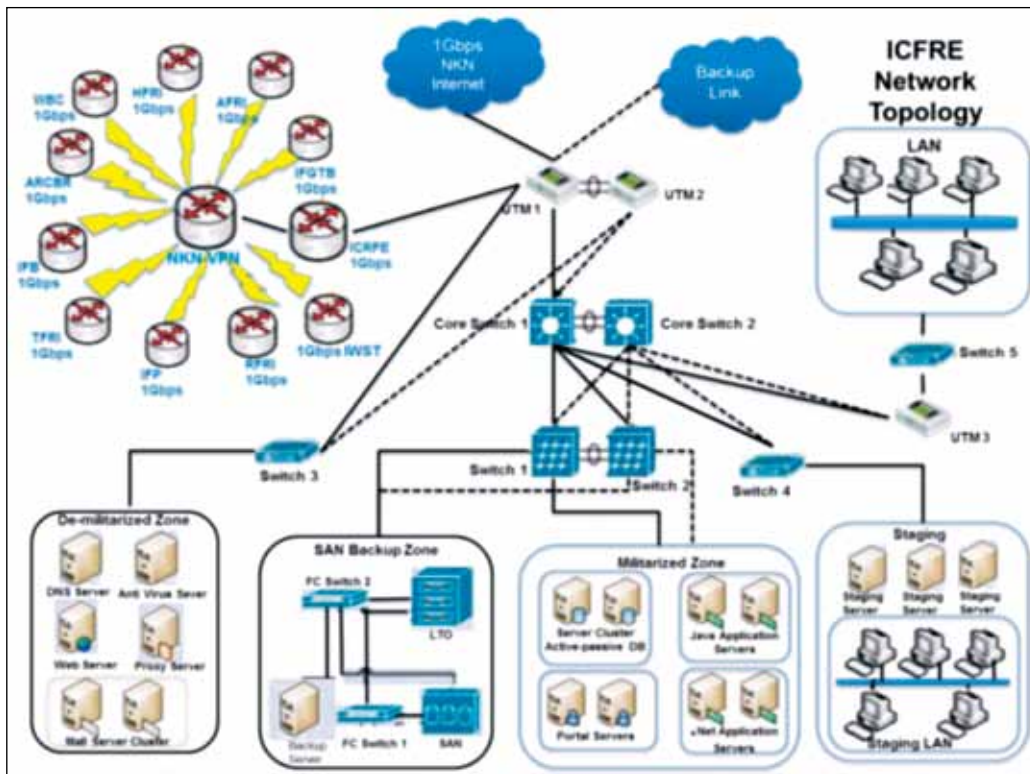 1Gbps
NKN
Internet
Backup
Link
ICFRE
Network
Topology
WBC
1Gbps
HFRI
1Gbps
AFRI
1Gbps
ARCBR
1Gbps
IFGTB
1Gbps
NKN-VPN
ICRFE
1Gbps
IFB
1Gbps
TFRI
1Gbps
IFP
1Gbps
RFRI
1Gbps
1Gbps IWST
UTM 1
UTM 2
LAN
Core Switch 1
Core Switch 2
Switch 5
UTM 3
Switch 3
Switch 1
Switch 2
Switch 4
De-militarized Zone
DNS Server
Anti Virus Sever
Web Server
Proxy Server
Mail Server Cluster
SAN Backup Zone
FC Switch 2
LTO
Backup
Server
FC Switch 1
SAN
Militarized Zone
Server Cluster
Active-passive DB
Java Application
Servers
Portal Servers
.Net Application
Servers
Staging
Staging
Server
Staging
Server
Staging
Server
Staging LAN